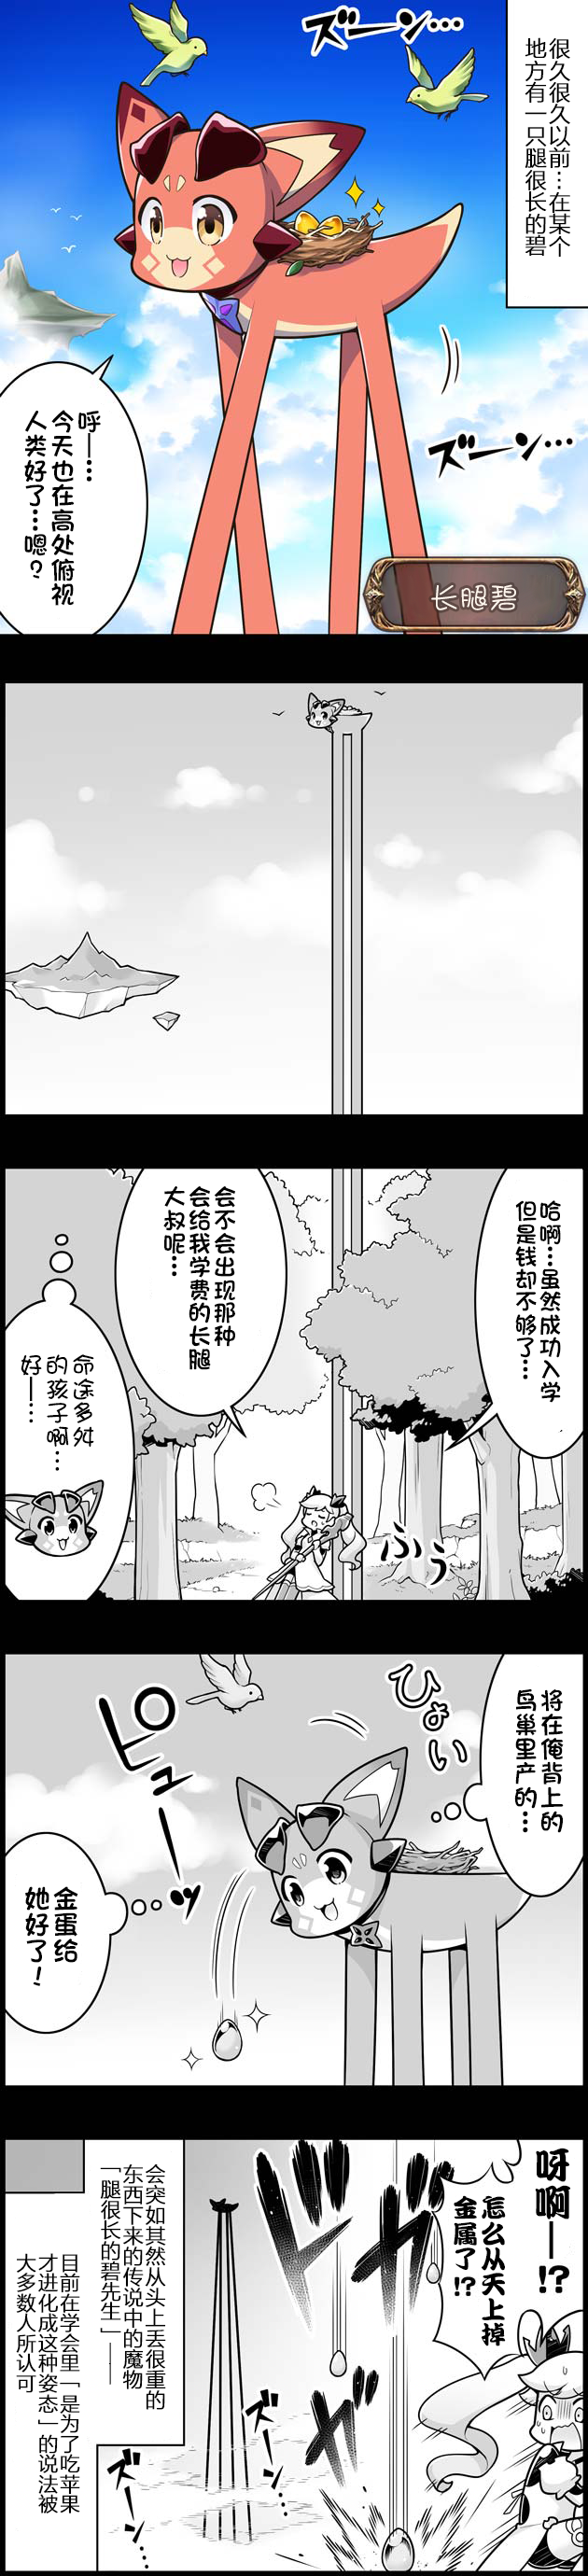 很久很久以前…在某个
地方有一只腿很长的碧
ズーン…
呼—…
今天也在高处俯视
人类好了…嗯？
ズーン…
长腿碧
哈啊…虽然成功入学
但是钱却不够了…
会不会出现那种
会给我学费的长腿
大叔呢…
ふぅ
命途多舛
的孩子啊…
好—…
将在俺背上的
鸟巢里产的…
ひょい
ピューッ
金蛋给
她好了！
呀啊—!?
怎么从天上掉
金属了!?
ドガガ
会突如其然从头上丢很重的
东西下来的传说中的魔物
「腿很长的碧先生」——
ズーン…
ズーン…
目前在学会里「是为了吃苹果
才进化成这种姿态」的说法被
大多数人所认可